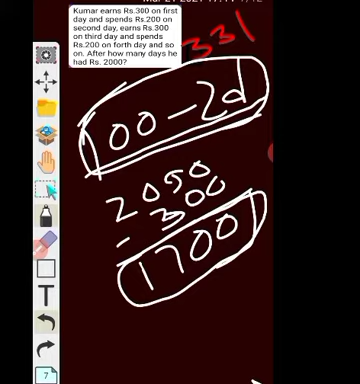 Kumar earns Rs.300 on first
day and spends Rs.200 on
second day, earns Rs.300
on third day and spends
Rs.200 on forth day and so
on. After how many days he
had Rs. 2000?
331
100 - 2d
2050
- 300
1700
T
7